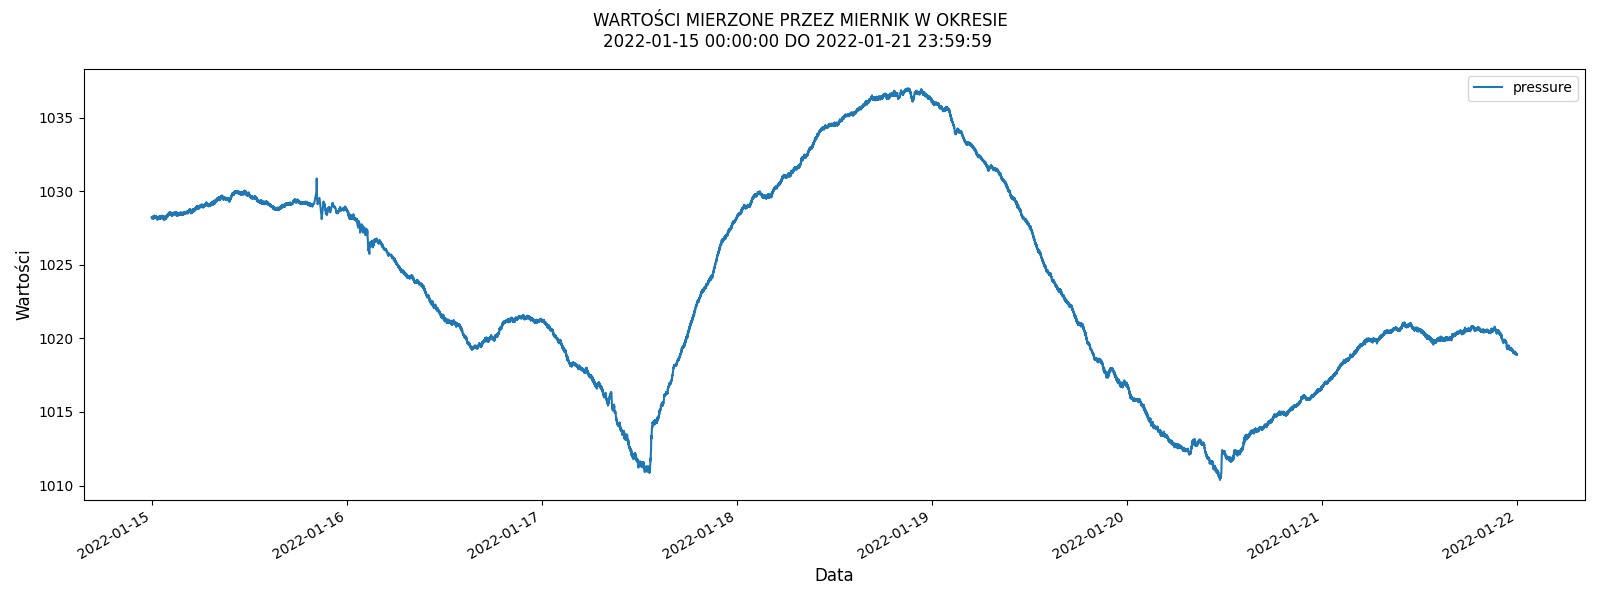 WARTOŚCI MIERZONE PRZEZ MIERNIK W OKRESIE
2022-01-15 00:00:00 DO 2022-01-21 23:59:59
pressure
Wartości
1035
1030
1025
1020
1015
1010
2022-01-15
2022-01-16
2022-01-17
2022-01-18
2022-01-19
2022-01-20
2022-01-21
2022-01-22
Data